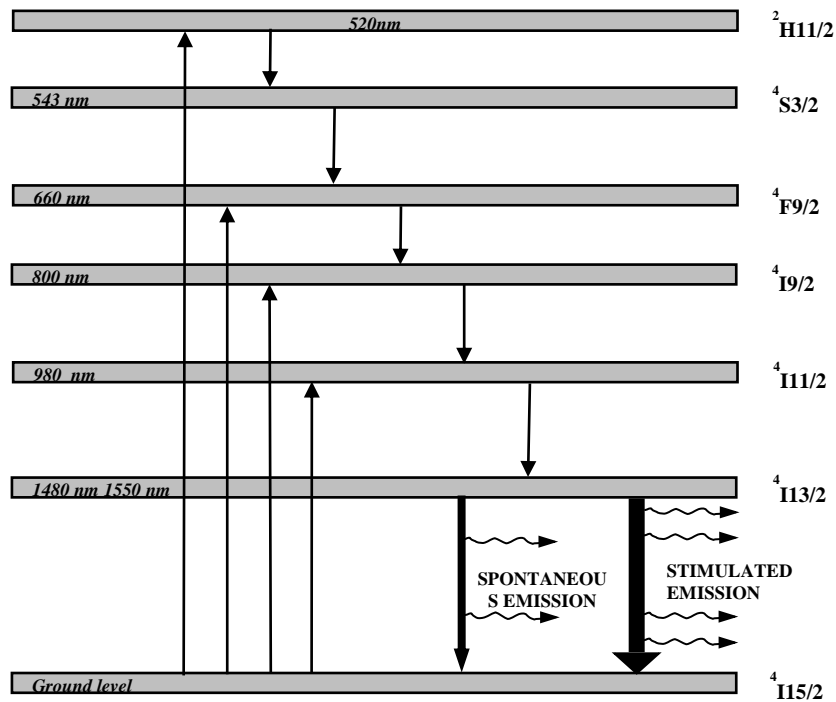 520nm
⁴
²H11/2
543 nm
⁴S3/2
660 nm
⁴F9/2
800 nm
⁴I9/2
980 nm
⁴I11/2
1480 nm 1550 nm
⁴I13/2
SPONTANEOU
S EMISSION
STIMULATED
EMISSION
Ground level
⁴I15/2